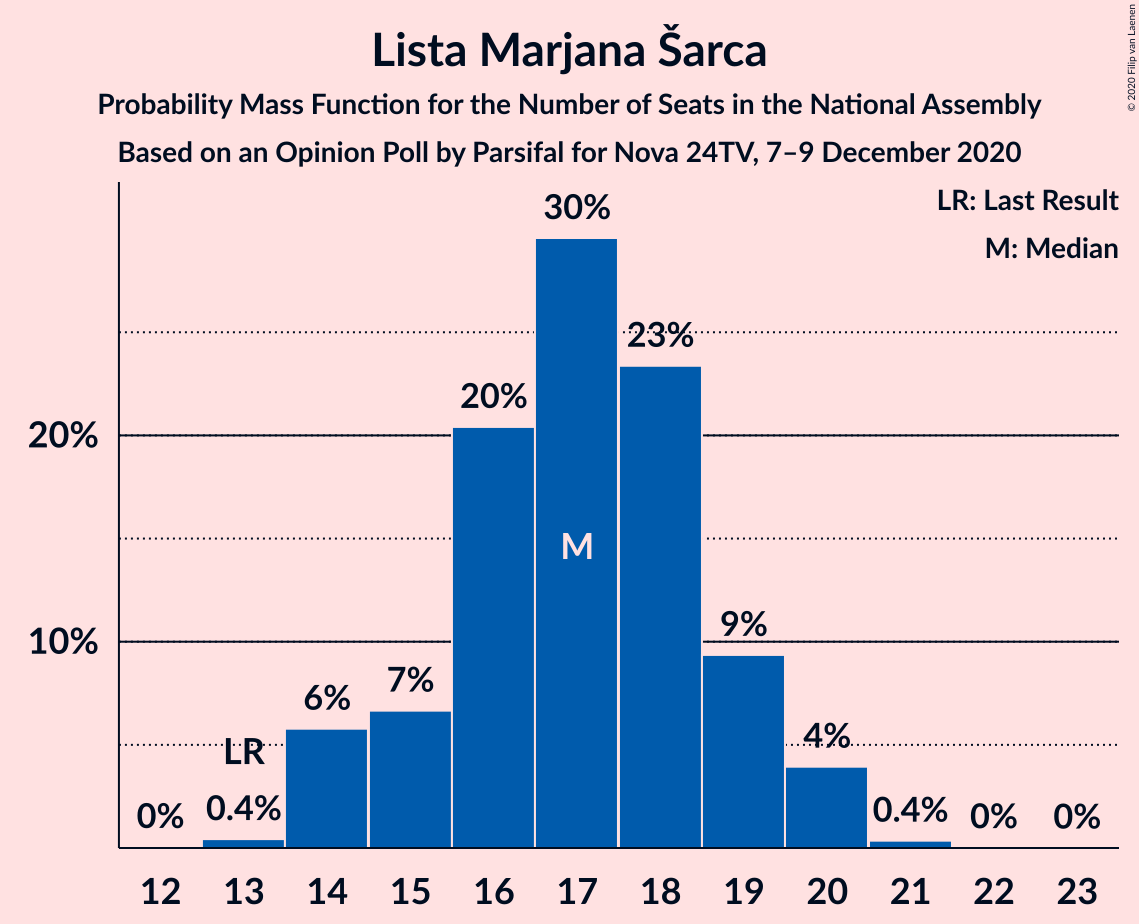 Lista Marjana Šarca
Probability Mass Function for the Number of Seats in the National Assembly
Based on an Opinion Poll by Parsifal for Nova 24TV, 7–9 December 2020
© 2020 Filip van Laenen
LR: Last Result
M: Median
30%
23%
20%
20%
M
10%
9%
7%
6%
4%
LR
0%
0.4%
0.4%
0%
0%
12 13 14 15 16 17 18 19 20 21 22 23